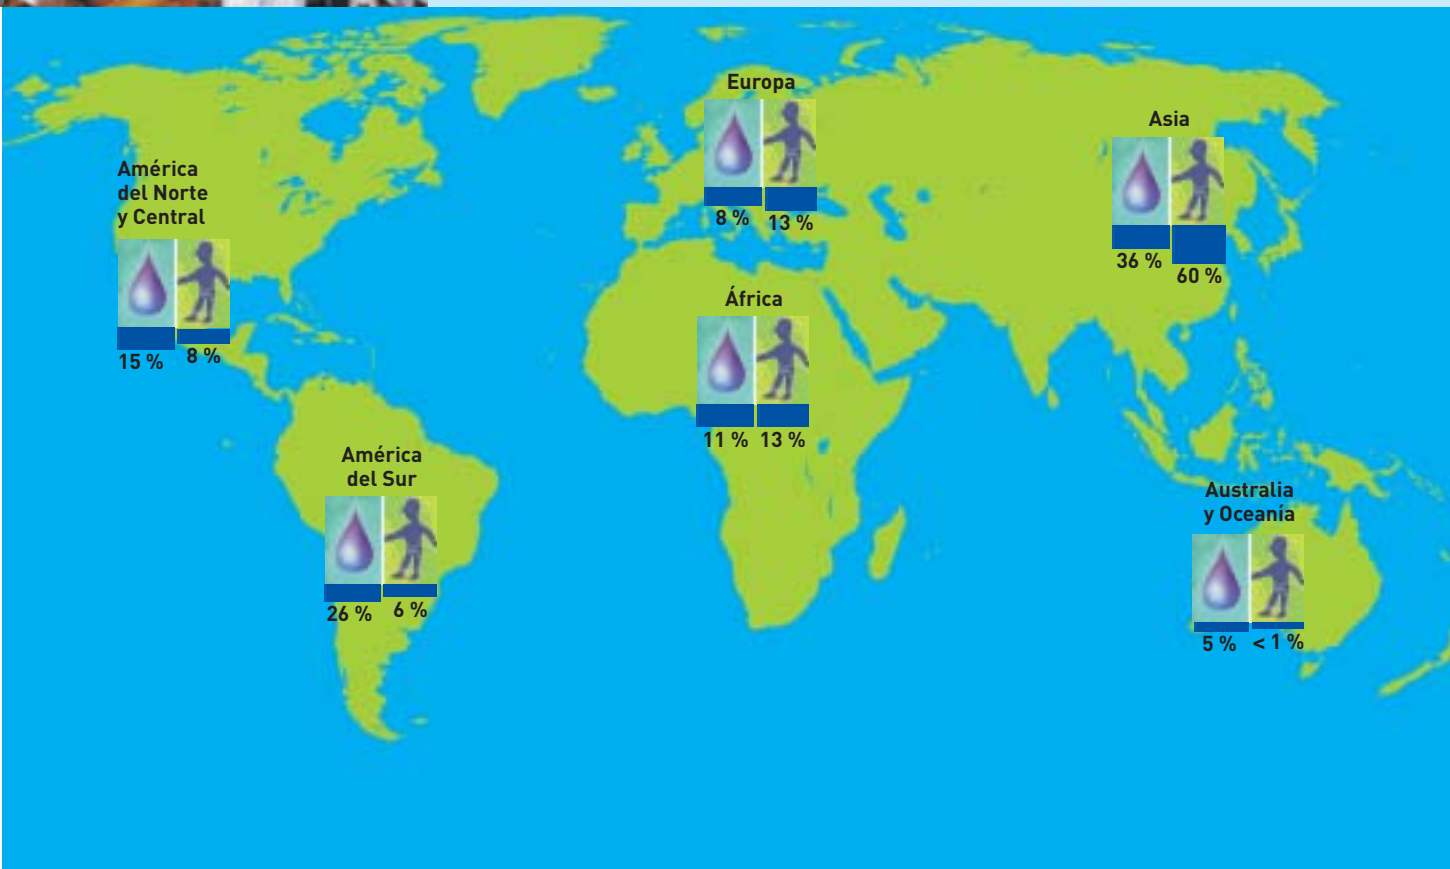 Europa
8 % 13 %
Asia
36 %
60 %
América
del Norte
y Central
15 % 8 %
África
11 % 13 %
América
del Sur
26 % 6 %
Australia
y Oceanía
5 % < 1 %